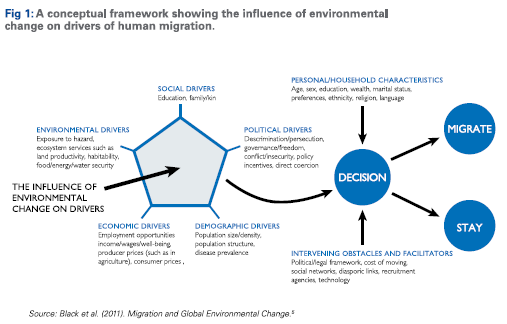 Fig 1: A conceptual framework showing the influence of environmental
change on drivers of human migration.
SOCIAL DRIVERS
Education, family/kin
PERSONAL/HOUSEHOLD CHARACTERISTICS
Age, sex, education, wealth, marital status,
preferences, ethnicity, religion, language
ENVIRONMENTAL DRIVERS
Exposure to hazard,
ecosystem services such as
land productivity, habitability,
food/energy/water security
POLITICAL DRIVERS
Descrimination/persecution,
governance/freedom,
conflict/insecurity, policy
incentives, direct coercion
MIGRATE
THE INFLUENCE OF
ENVIRONMENTAL
CHANGE ON DRIVERS
DECISION
STAY
ECONOMIC DRIVERS
Employment opportunities
income/wages/well-being,
producer prices (such as in
agriculture), consumer prices ,
DEMOGRAPHIC DRIVERS
Population size/density,
population structure,
disease prevalence
INTERVENING OBSTACLES AND FACILITATORS
Political/legal framework, cost of moving,
social networks, diasporic links, recruitment
agencies, technology
Source: Black et al. (2011). Migration and Global Environmental Change.⁵